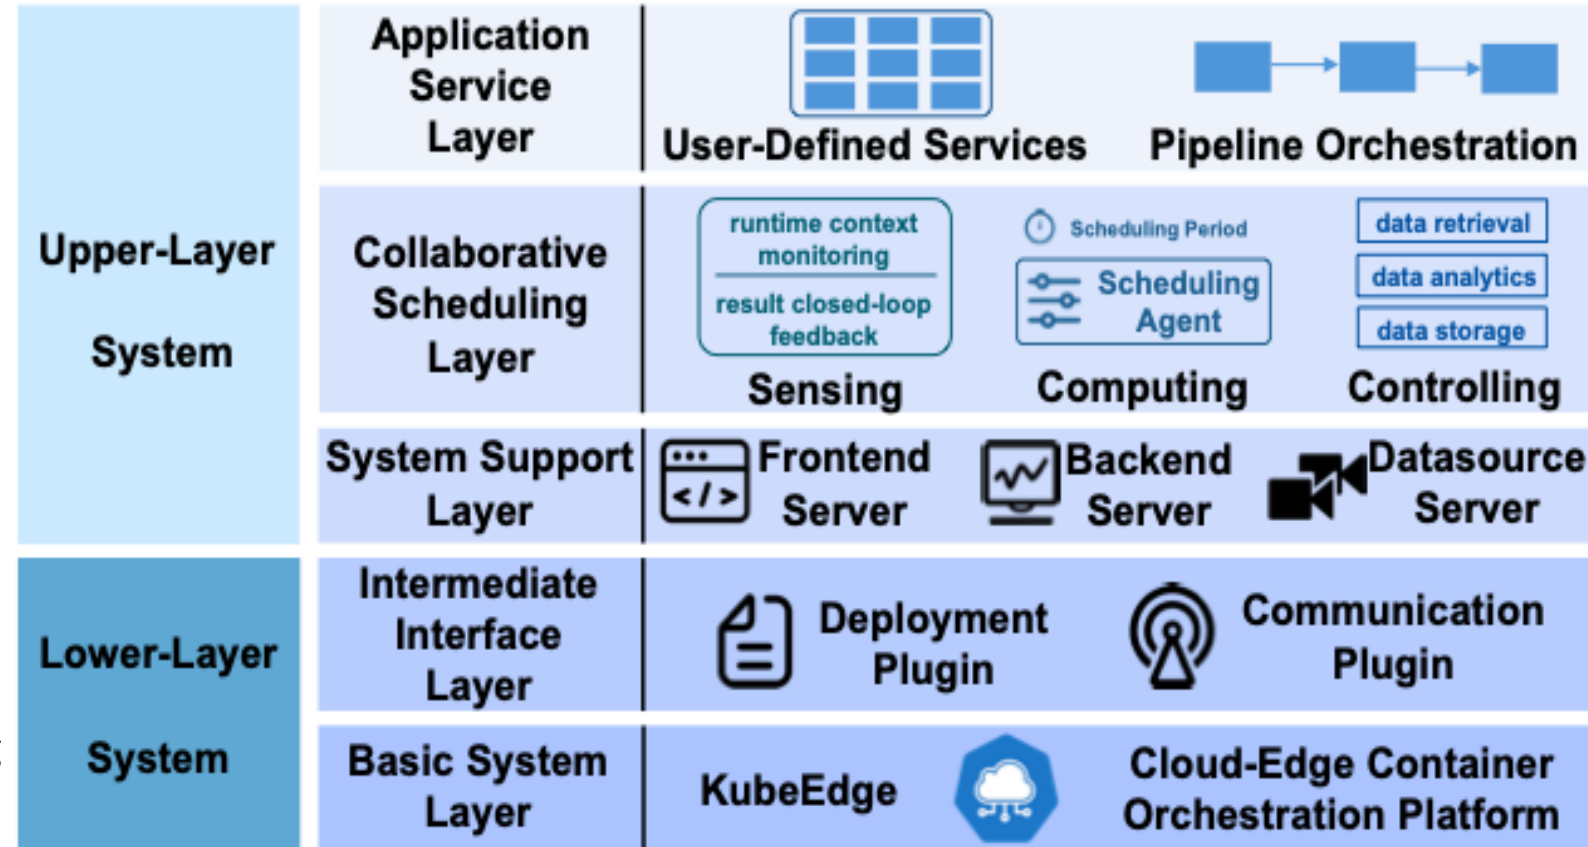 Upper-Layer
System
Application
Service
Layer
User-Defined Services
Pipeline Orchestration
Collaborative
Scheduling
Layer
runtime context
monitoring
result closed-loop
feedback
Sensing
Scheduling Period
Scheduling
Agent
Computing
data retrieval
data analytics
data storage
Controlling
System Support
Layer
</>
Frontend
Server
Backend
Server
Datasource
Server
Lower-Layer
System
Intermediate
Interface
Layer
Deployment
Plugin
Communication
Plugin
Basic System
Layer
KubeEdge
Cloud-Edge Container
Orchestration Platform